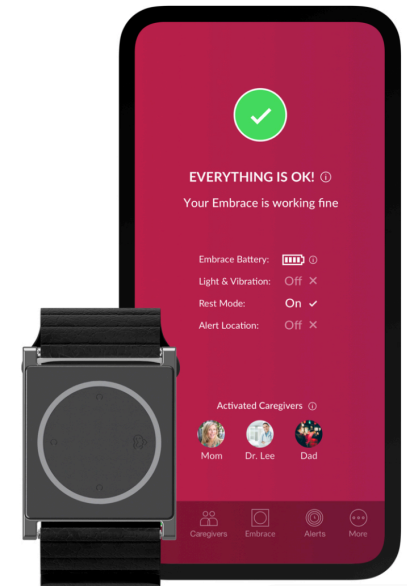 EVERYTHING IS OK!
Your Embrace is working fine
Embrace Battery:
Light & Vibration: Off
Rest Mode: On
Alert Location: Off
Activated Caregivers
Mom Dr. Lee Dad
Caregivers Embrace Alerts More